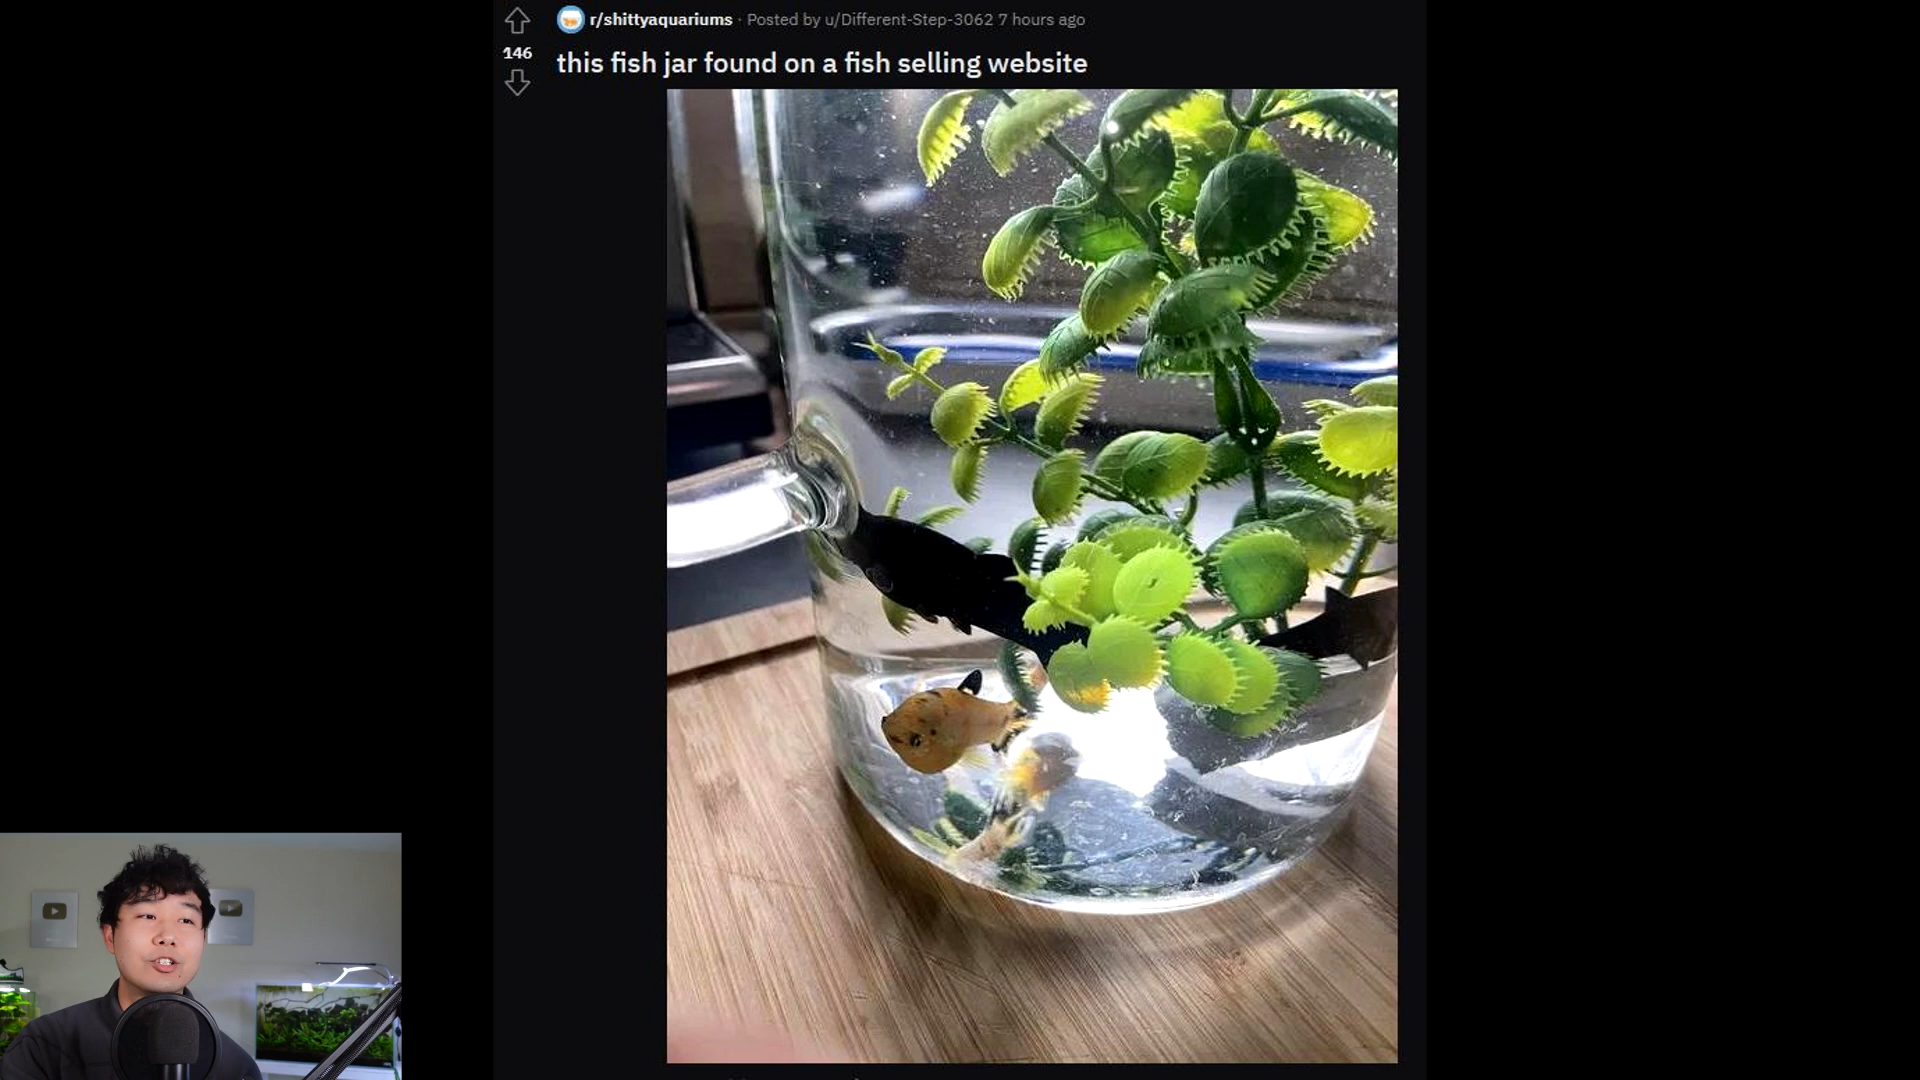 r/shittyaquariums · Posted by u/Different-Step-3062 7 hours ago
146
this fish jar found on a fish selling website